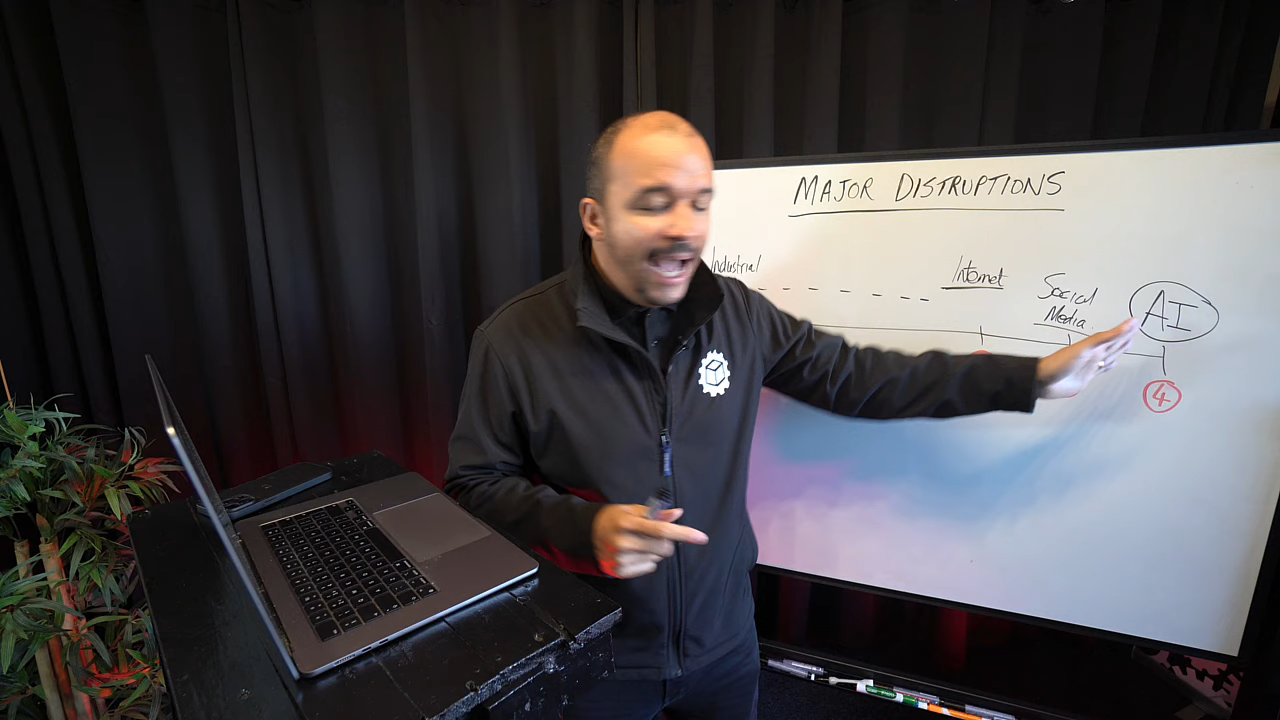 MAJOR DISTRUPTIONS
Industrial
Internet
Social
Media
AI
4